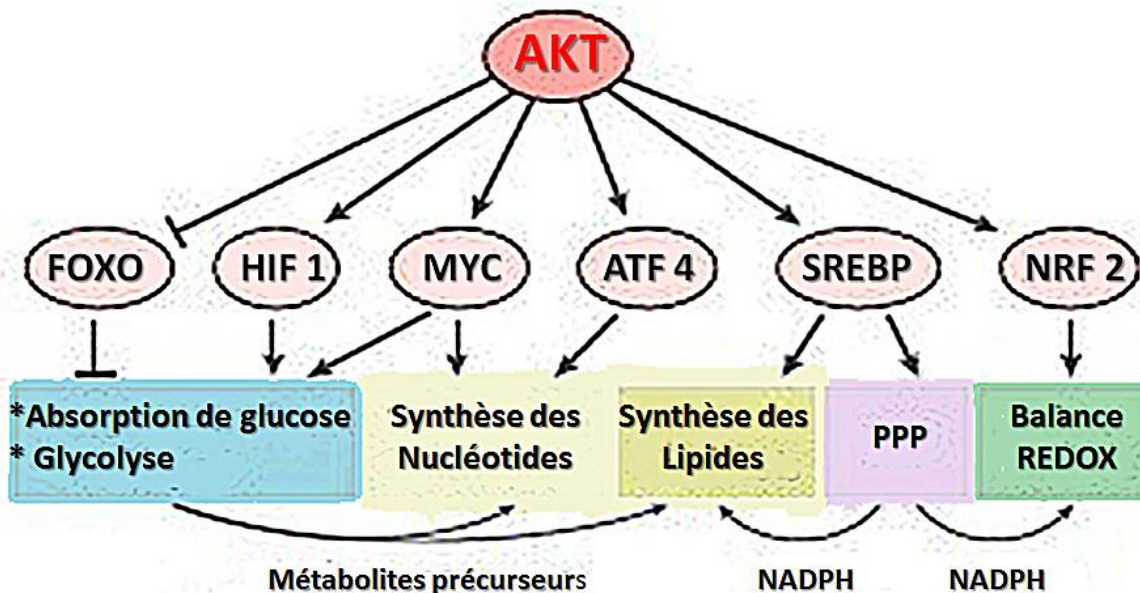 AKT
FOXO
HIF 1
MYC
ATF 4
SREBP
NRF 2
*Absorption de glucose
* Glycolyse
Synthèse des
Nucléotides
Synthèse des
Lipides
PPP
Balance
REDOX
Métabolites précurseurs
NADPH
NADPH